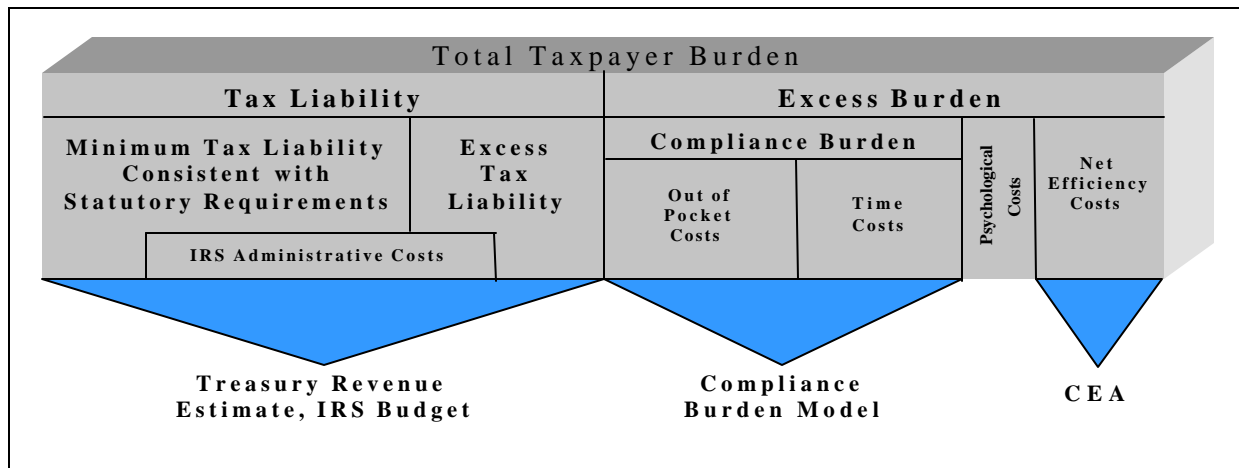 Total Taxpayer Burden
Tax Liability
Excess Burden
Minimum Tax Liability
Consistent with
Statutory Requirements
Excess
Tax
Liability
IRS Administrative Costs
Compliance Burden
Out of
Pocket
Costs
Time
Costs
Psychological
Costs
Net
Efficiency
Costs
Treasury Revenue
Estimate, IRS Budget
Compliance
Burden Model
CEA